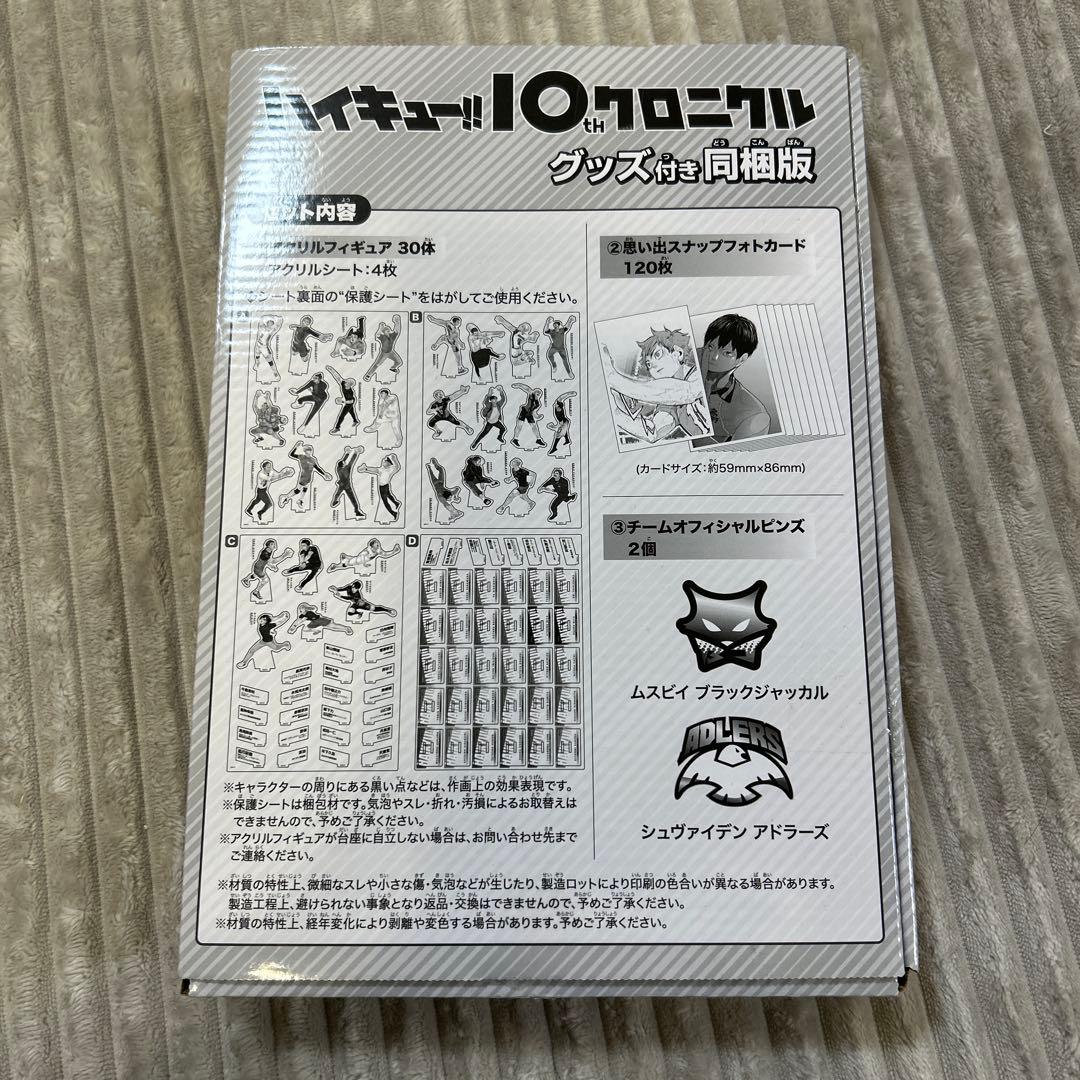 ハイキュー!! 10th クロニクル
グッズ付き同梱版
セット内容
アクリルフィギュア 30体
アクリルシート:4枚
シート裏面の“保護シート”をはがしてご使用ください。
B
C
D
②思い出スナップフォトカード
120枚
(カードサイズ:約59mm×86mm)
③チームオフィシャルピンズ
2個
ムスビイ ブラックジャッカル
ADLERS
シュヴァイデン アドラーズ
※キャラクターの周りにある黒い点などは、作画上の効果表現です。
※保護シートは梱包材です。気泡やスレ・折れ・汚損によるお取替えは
できませんので、予めご了承ください。
※アクリルフィギュアが台座に自立しない場合は、お問い合わせ先まで
ご連絡ください。
※材質の特性上、微細なスレや小さな傷・気泡などが生じたり、製造ロットにより印刷の色合いが異なる場合があります。
製造工程上、避けられない事象となり返品・交換はできませんので、予めご了承ください。
※材質の特性上、経年変化により剥離や変色する場合があります。予めご了承ください。